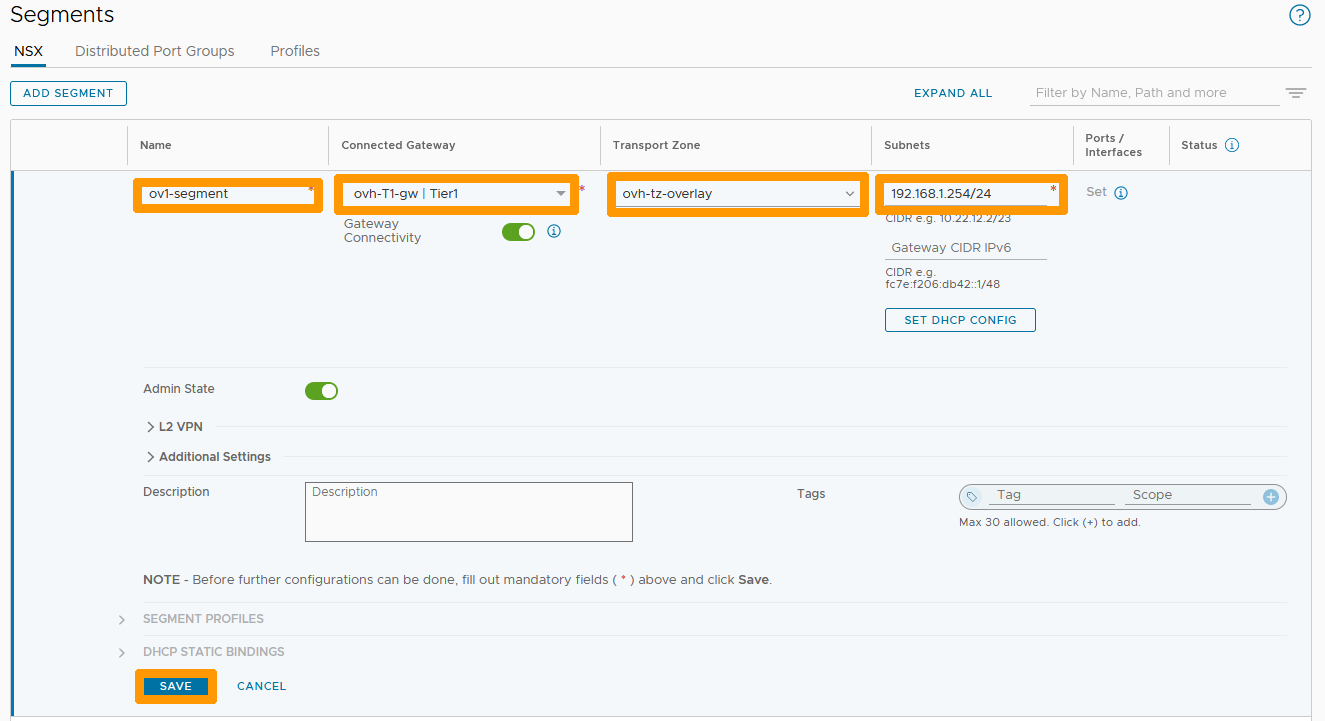 Segments
NSX Distributed Port Groups Profiles
ADD SEGMENT EXPAND ALL Filter by Name, Path and more
Name Connected Gateway Transport Zone Subnets Ports / Interfaces Status
ov1-segment * ovh-T1-gw | Tier1 * ovh-tz-overlay 192.168.1.254/24 * Set
CIDR e.g. 10.22.12.2/23
Gateway Connectivity
Gateway CIDR IPv6
CIDR e.g.
fc7e:f206:db42::1/48
SET DHCP CONFIG
Admin State
L2 VPN
Additional Settings
Description Description Tags Tag Scope
Max 30 allowed. Click (+) to add.
NOTE - Before further configurations can be done, fill out mandatory fields ( * ) above and click Save.
SEGMENT PROFILES
DHCP STATIC BINDINGS
SAVE CANCEL